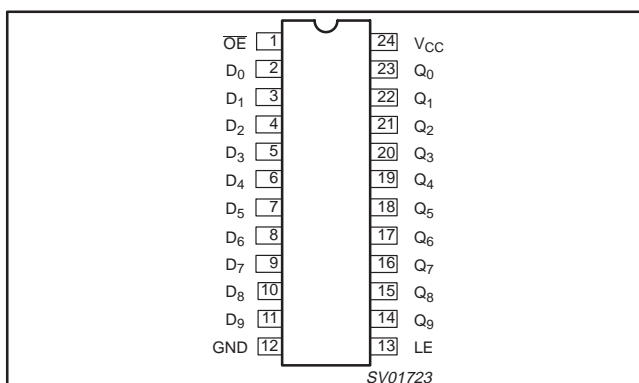 O̅E̅ 1 24 VCC
D0 2 23 Q0
D1 3 22 Q1
D2 4 21 Q2
D3 5 20 Q3
D4 6 19 Q4
D5 7 18 Q5
D6 8 17 Q6
D7 9 16 Q7
D8 10 15 Q8
D9 11 14 Q9
GND 12 13 LE
SV01723